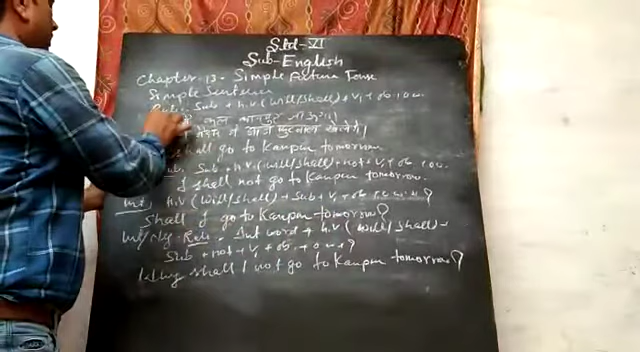 Std - VI
Sub - English
Chapter - 13 - Simple Future Tense
Simple Sentence
Sub + h.v (Will/Shall) + V1 + ob + o.w.
कल कानपुर जाऊंगा।
मैदान में
shall go to Kanpur tomorrow.
Sub + h.v. (Will/Shall) + not + V1 + ob + o.w.
I shall not go to Kanpur tomorrow.
Int. h.v (Will/Shall) + Sub + V1 + ob + o.w.?
Shall I go to Kanpur tomorrow?
Int/Neg - Rule - Int word + h.v (Will/Shall) +
Sub + not + V1 + ob. + o.w?
Why shall I not go to Kanpur tomorrow?